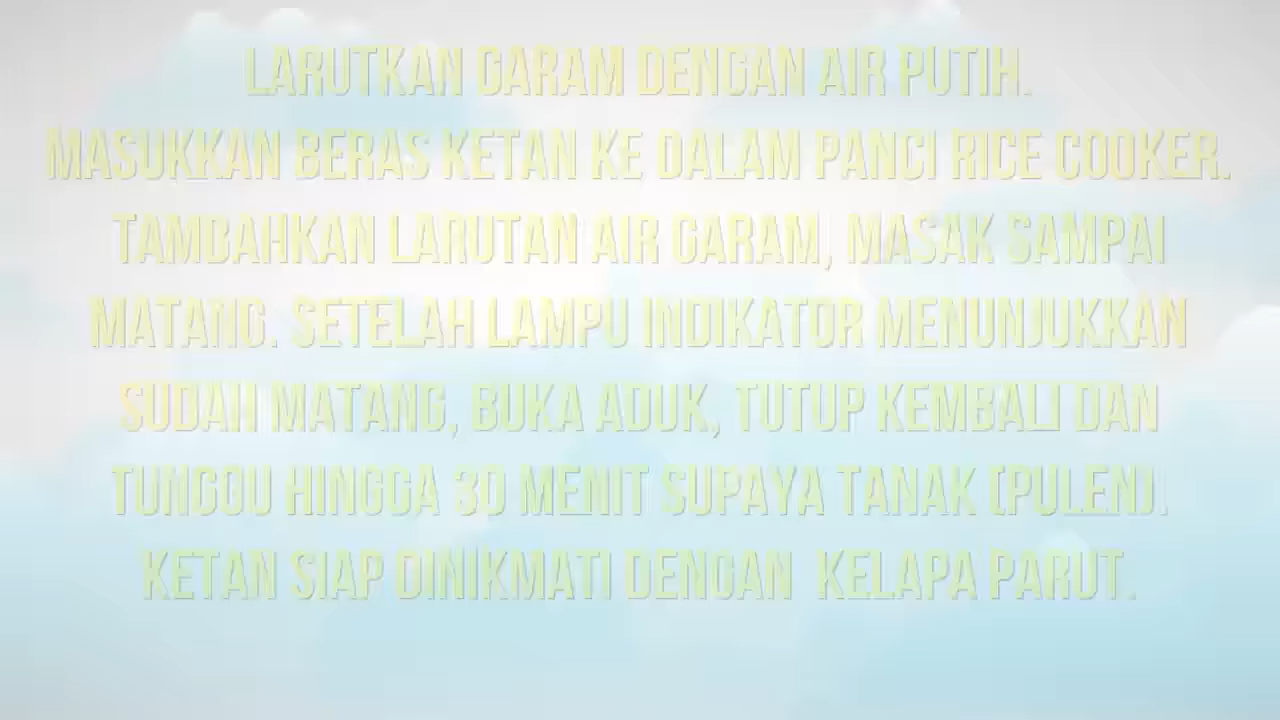 LARUTKAN GARAM DENGAN AIR PUTIH.
MASUKKAN BERAS KETAN KE DALAM PANCI RICE COOKER.
TAMBAHKAN LARUTAN AIR GARAM, MASAK SAMPAI
MATANG. SETELAH LAMPU INDIKATOR MENUNJUKKAN
SUDAH MATANG, BUKA ADUK, TUTUP KEMBALI DAN
TUNGGU HINGGA 30 MENIT SUPAYA TANAK (PULEN).
KETAN SIAP DINIKMATI DENGAN KELAPA PARUT.